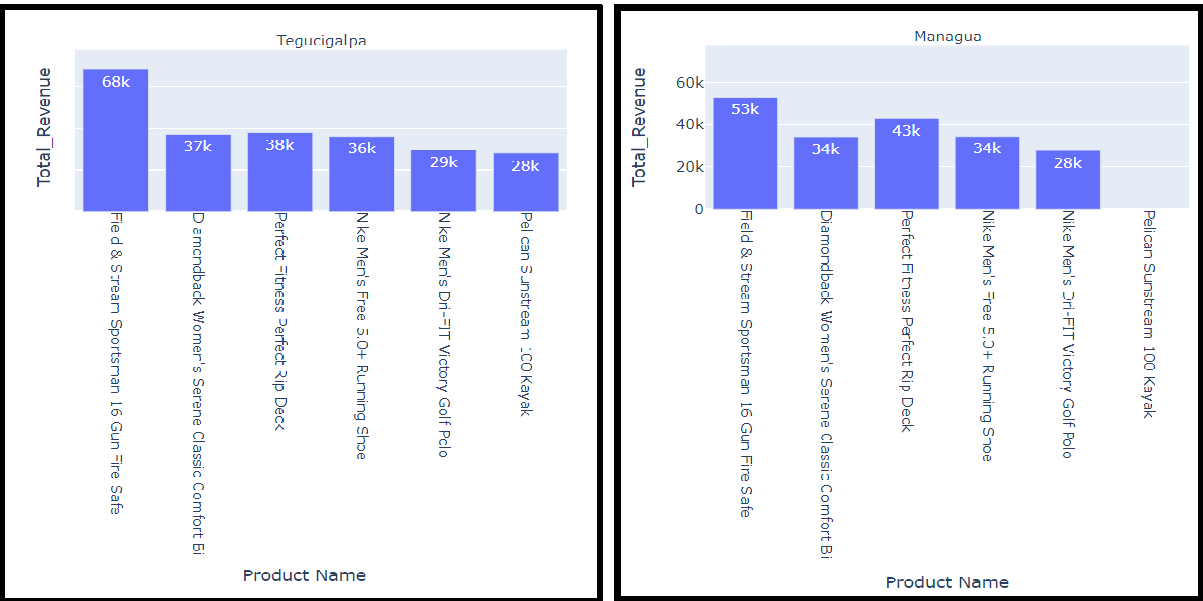 Tegucigalpa
Total_Revenue
68k
37k
38k
36k
29k
28k
Field & Stream Sportsman 16 Gun Fire Safe
Diamondback Women's Serene Classic Comfort Bi
Perfect Fitness Perfect Rip Deck
Nike Men's Free 5.0+ Running Shoe
Nike Men's Dri-FIT Victory Golf Polo
Pelican Sunstream 100 Kayak
Product Name
Managua
Total_Revenue
60k
40k
20k
0
53k
34k
43k
34k
28k
Field & Stream Sportsman 16 Gun Fire Safe
Diamondback Women's Serene Classic Comfort Bi
Perfect Fitness Perfect Rip Deck
Nike Men's Free 5.0+ Running Shoe
Nike Men's Dri-FIT Victory Golf Polo
Pelican Sunstream 100 Kayak
Product Name